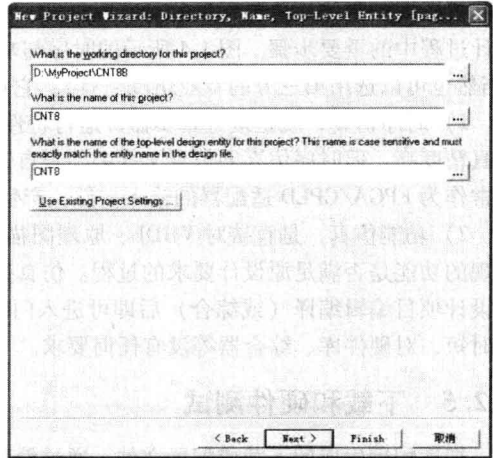 New Project Wizard: Directory, Name, Top-Level Entity [pag...
What is the working directory for this project?
D:\MyProject\CNT8B
...
What is the name of this project?
CNT8
...
What is the name of the top-level design entity for this project? This name is case sensitive and must
exactly match the entity name in the design file.
CNT8
...
Use Existing Project Settings...
< Back
Next >
Finish
取消